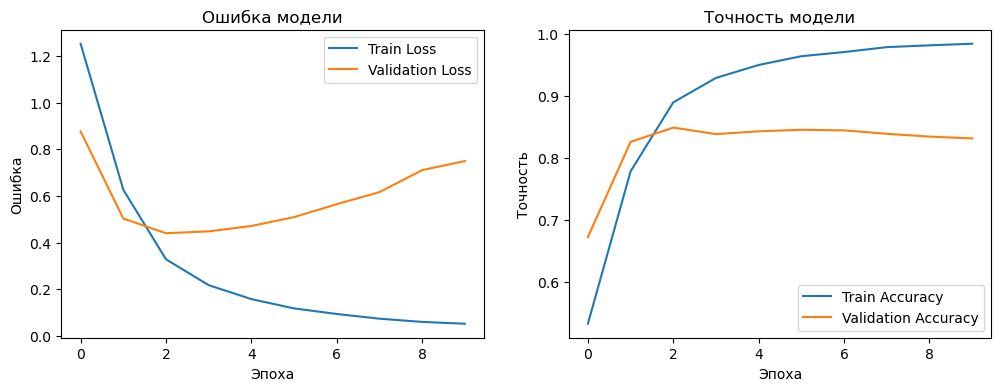 Ошибка модели
1.2
1.0
0.8
0.6
0.4
0.2
0.0
Ошибка
Train Loss
Validation Loss
0 2 4 6 8
Эпоха
Точность модели
1.0
0.9
0.8
0.7
0.6
Точность
Train Accuracy
Validation Accuracy
0 2 4 6 8
Эпоха